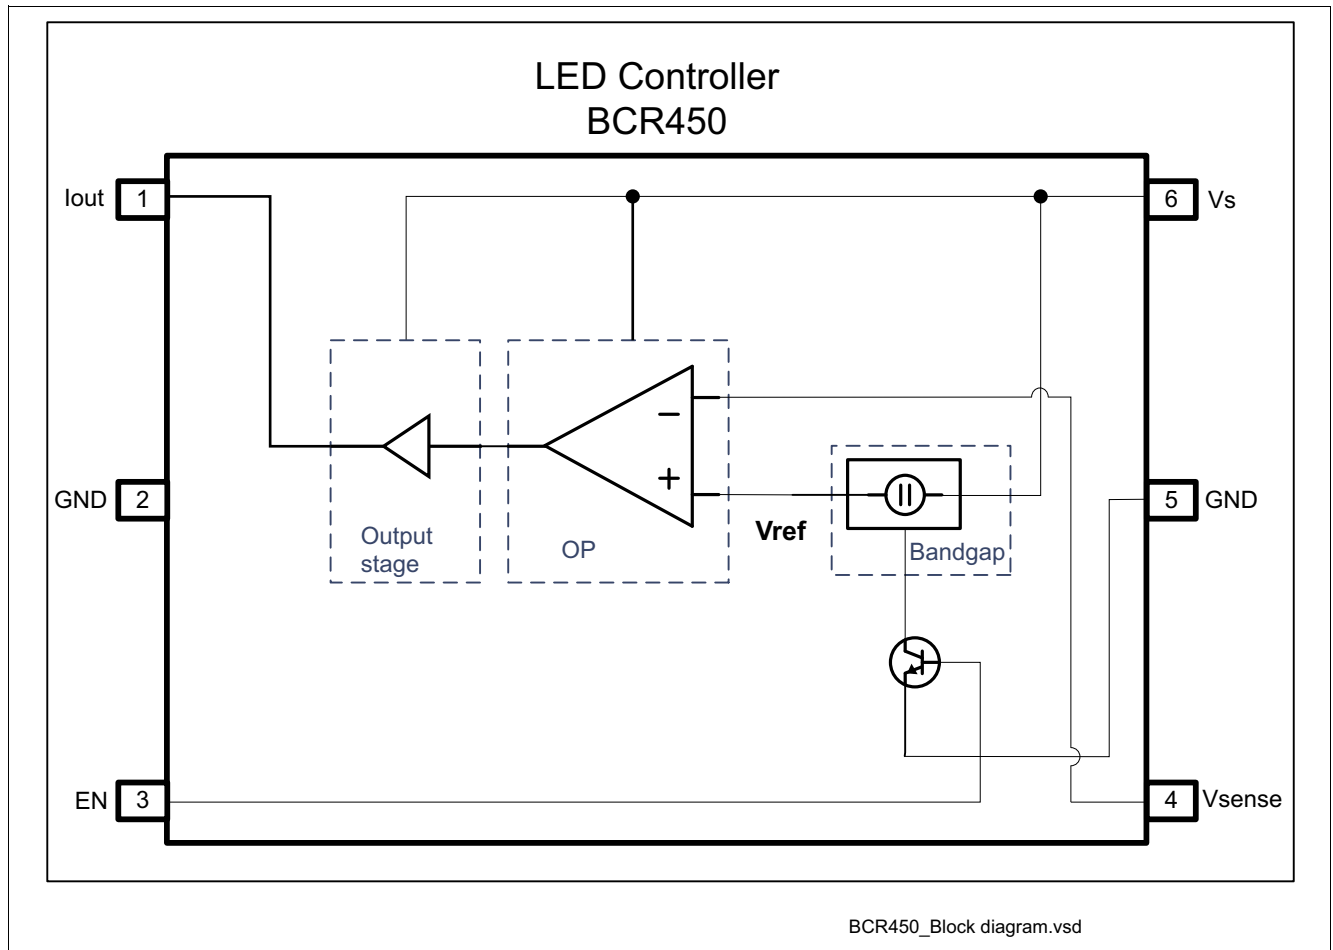 LED Controller
BCR450
Iout 1
6 Vs
GND 2
5 GND
Output
stage
OP
−
+
Vref
Bandgap
EN 3
4 Vsense
BCR450_Block diagram.vsd